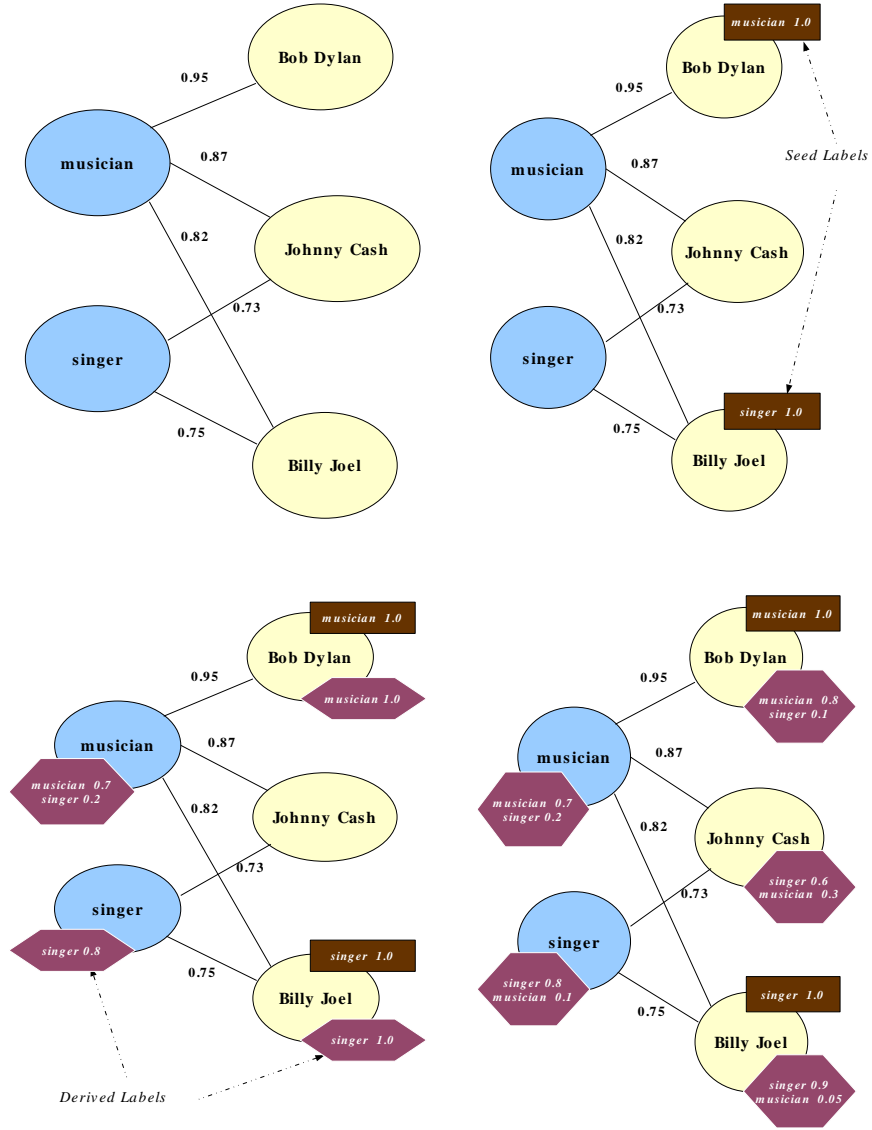 Bob Dylan
0.95
musician
0.87
0.82
Johnny Cash
0.73
singer
0.75
Billy Joel
musician 1.0
Bob Dylan
0.95
Seed Labels
musician
0.87
0.82
Johnny Cash
0.73
singer
singer 1.0
0.75
Billy Joel
musician 1.0
Bob Dylan
0.95
musician 1.0
musician
0.87
musician 0.7
singer 0.2
0.82
Johnny Cash
0.73
singer
singer 0.8
singer 1.0
0.75
Billy Joel
singer 1.0
Derived Labels
musician 1.0
Bob Dylan
0.95
musician 0.8
singer 0.1
musician
0.87
musician 0.7
singer 0.2
0.82
Johnny Cash
singer 0.6
musician 0.3
0.73
singer
singer 0.8
musician 0.1
singer 1.0
0.75
Billy Joel
singer 0.9
musician 0.05